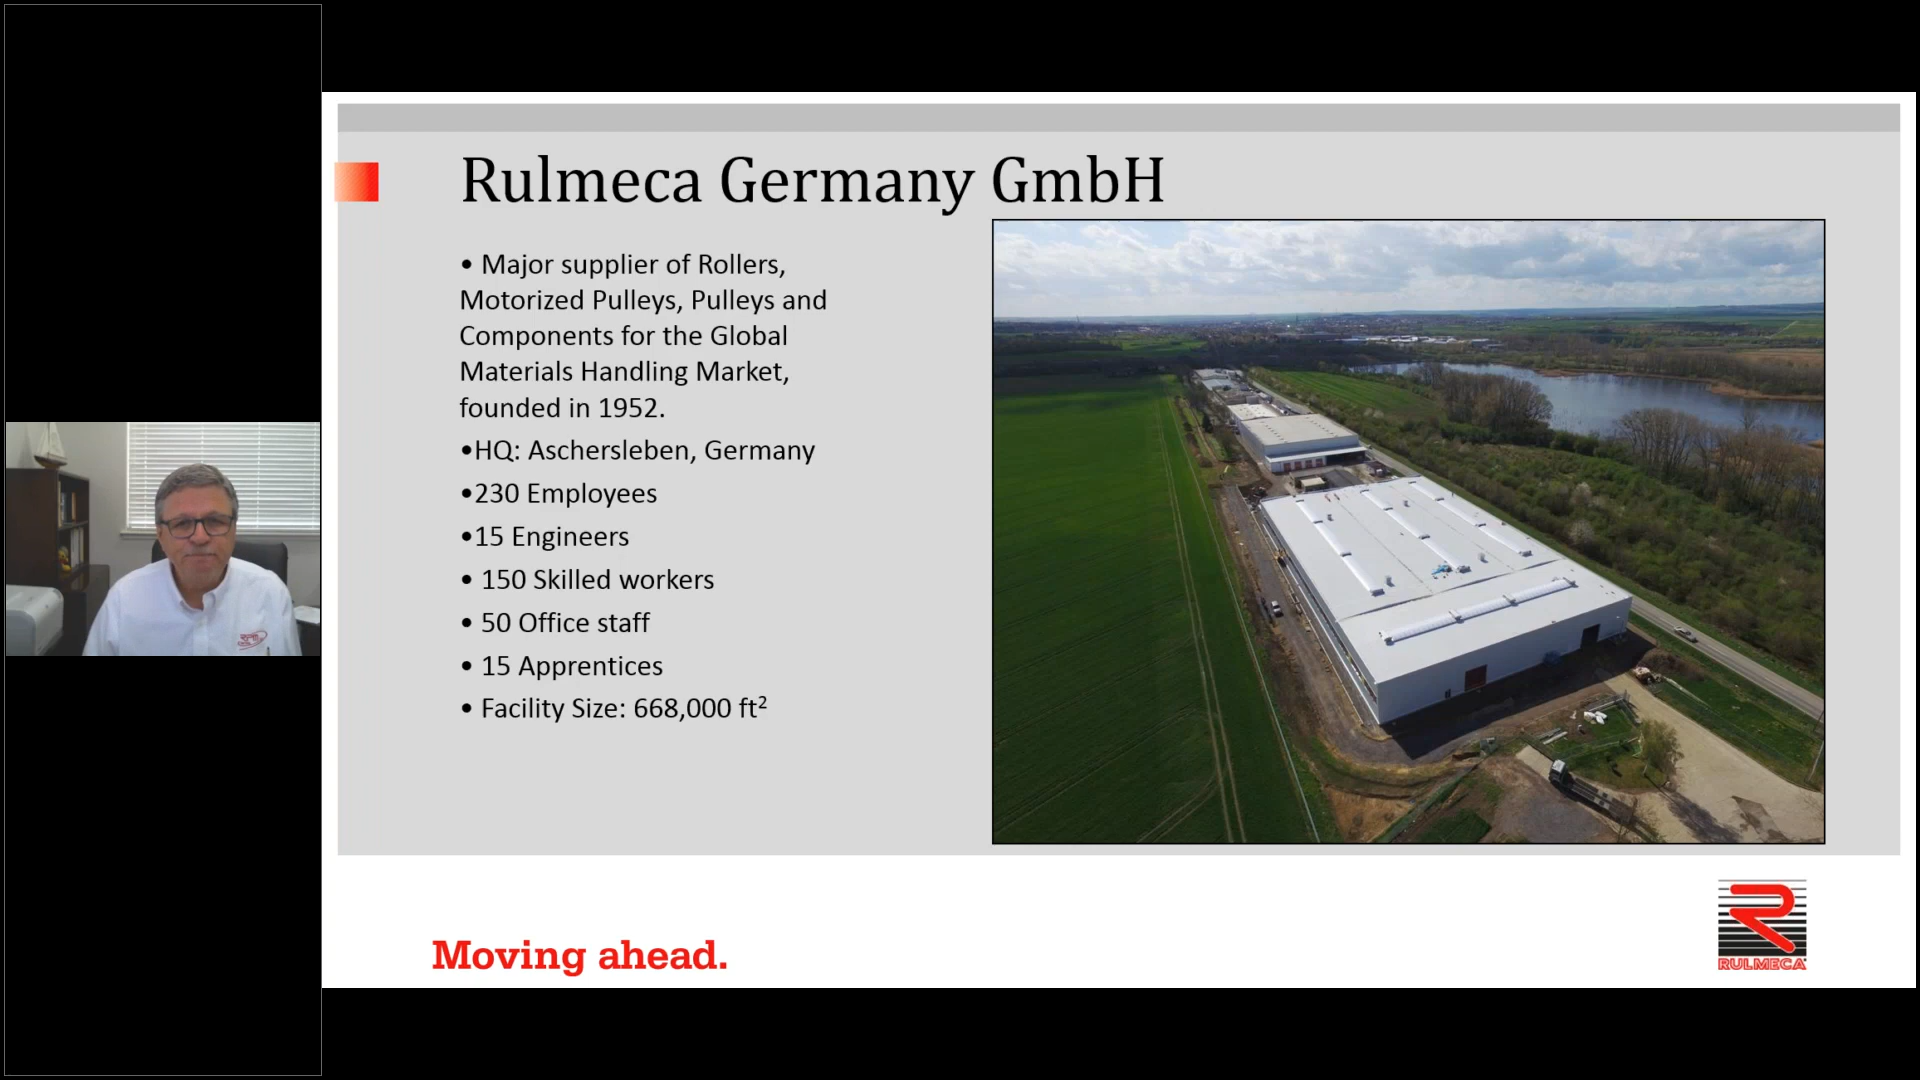 Rulmeca Germany GmbH
• Major supplier of Rollers,
Motorized Pulleys, Pulleys and
Components for the Global
Materials Handling Market,
founded in 1952.
•HQ: Aschersleben, Germany
•230 Employees
•15 Engineers
• 150 Skilled workers
• 50 Office staff
• 15 Apprentices
• Facility Size: 668,000 ft²
Moving ahead.
RULMECA